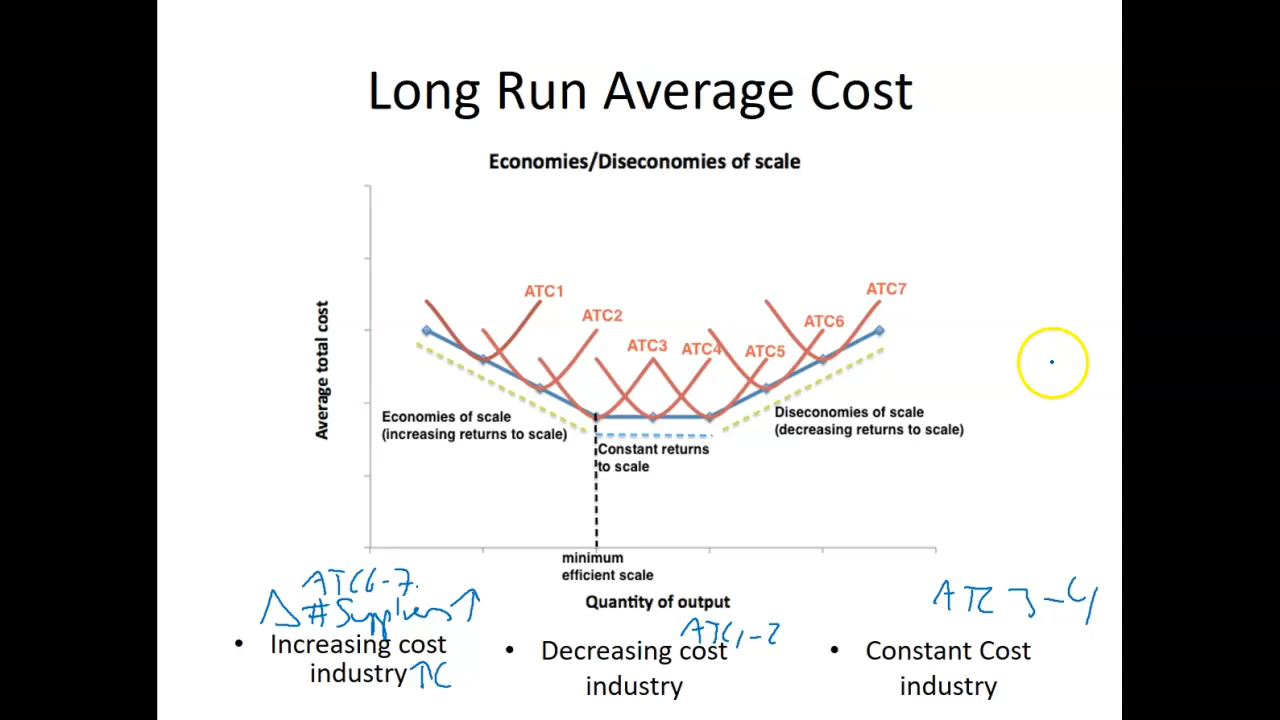 Long Run Average Cost
Economies/Diseconomies of scale
Average total cost
ATC1
ATC2
ATC3
ATC4
ATC5
ATC6
ATC7
Economies of scale
(increasing returns to scale)
Constant returns
to scale
Diseconomies of scale
(decreasing returns to scale)
minimum
efficient scale
Quantity of output
ATC6-7.
Δ # Suppliers ↑
• Increasing cost
industry ↑C
ATC1-2
• Decreasing cost
industry
ATC 3-4
• Constant Cost
industry